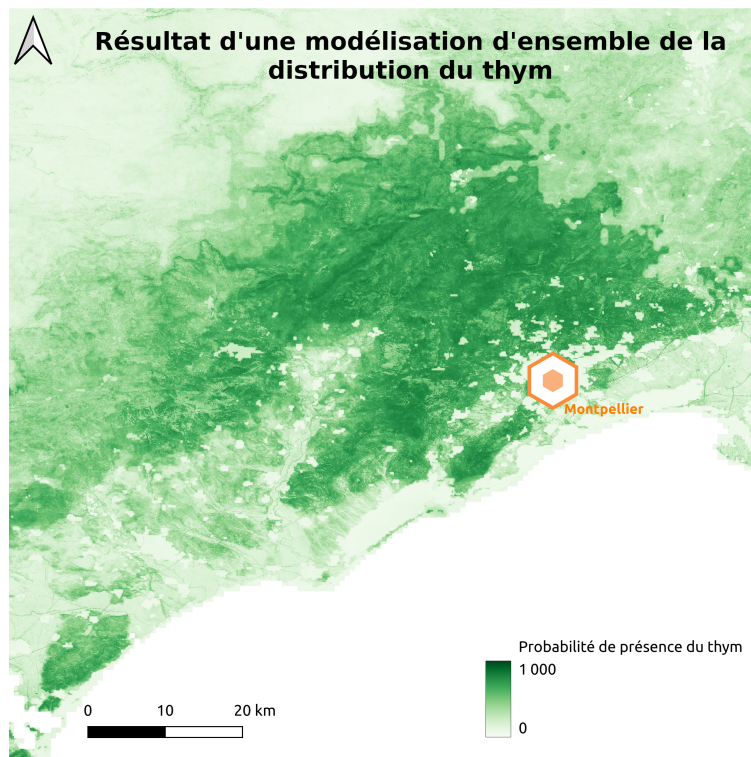 Résultat d'une modélisation d'ensemble de la
distribution du thym
Montpellier
Probabilité de présence du thym
1 000
0
0 10 20 km